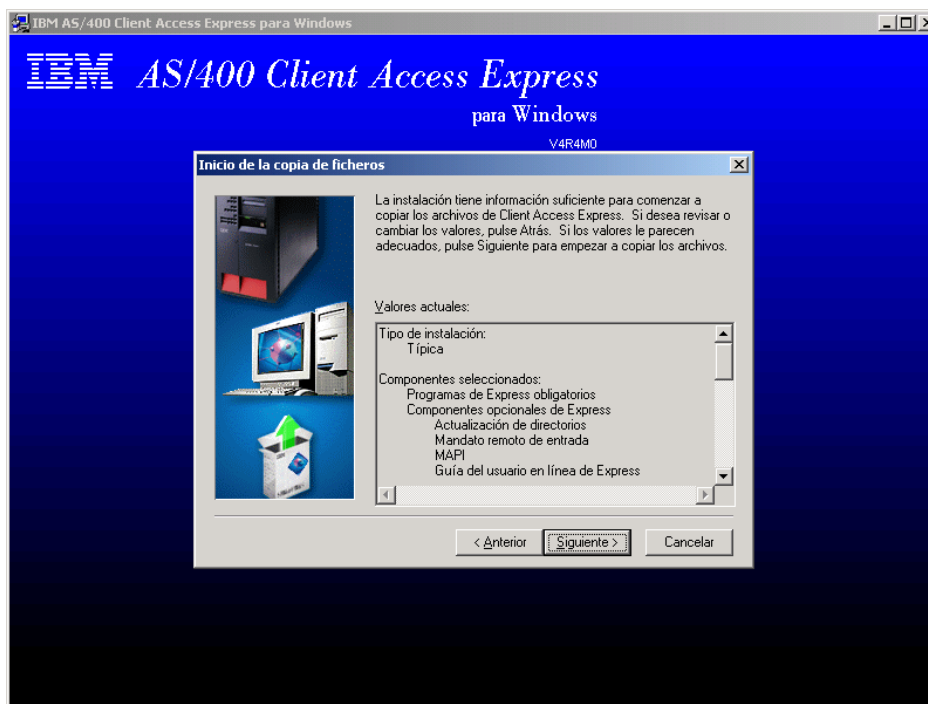 IBM AS/400 Client Access Express para Windows
IBM AS/400 Client Access Express
para Windows
V4R4M0
Inicio de la copia de ficheros
La instalación tiene información suficiente para comenzar a
copiar los archivos de Client Access Express. Si desea revisar o
cambiar los valores, pulse Atrás. Si los valores le parecen
adecuados, pulse Siguiente para empezar a copiar los archivos.
Valores actuales:
Tipo de instalación:
Típica
Componentes seleccionados:
Programas de Express obligatorios
Componentes opcionales de Express
Actualización de directorios
Mandato remoto de entrada
MAPI
Guía del usuario en línea de Express
< Anterior Siguiente > Cancelar